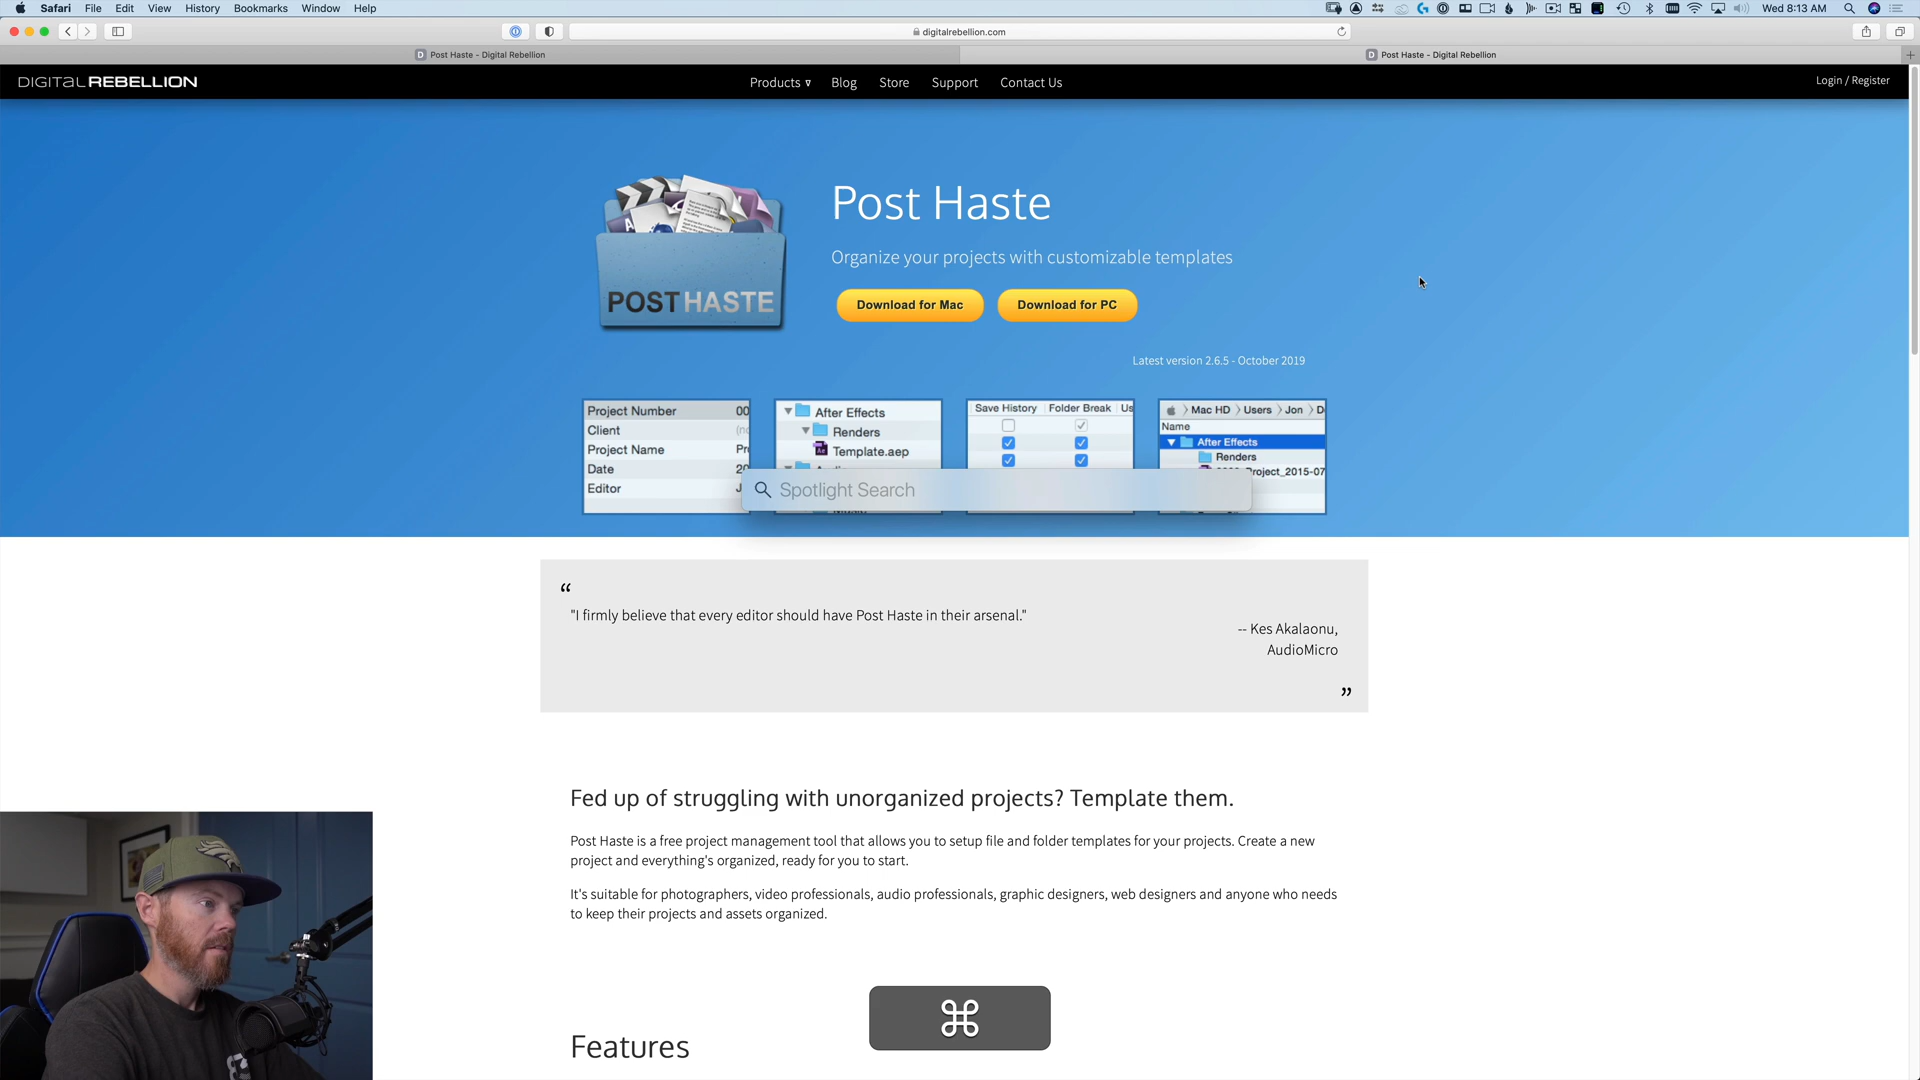 Safari File Edit View History Bookmarks Window Help
Wed 8:13 AM
digitalrebellion.com
Post Haste - Digital Rebellion
Post Haste - Digital Rebellion
DIGITALREBELLION
Products Blog Store Support Contact Us
Login / Register
POSTHASTE
Post Haste
Organize your projects with customizable templates
Download for Mac
Download for PC
Latest version 2.6.5 - October 2019
Project Number 00
Client
Project Name
Date 20
Editor
After Effects
Renders
Template.aep
Save History Folder Break Us
Mac HD Users Jon D
Name
After Effects
Renders
Project_2015-07
Spotlight Search
“
"I firmly believe that every editor should have Post Haste in their arsenal."
-- Kes Akalaonu,
AudioMicro
”
Fed up of struggling with unorganized projects? Template them.
Post Haste is a free project management tool that allows you to setup file and folder templates for your projects. Create a new
project and everything's organized, ready for you to start.
It's suitable for photographers, video professionals, audio professionals, graphic designers, web designers and anyone who needs
to keep their projects and assets organized.
⌘
Features